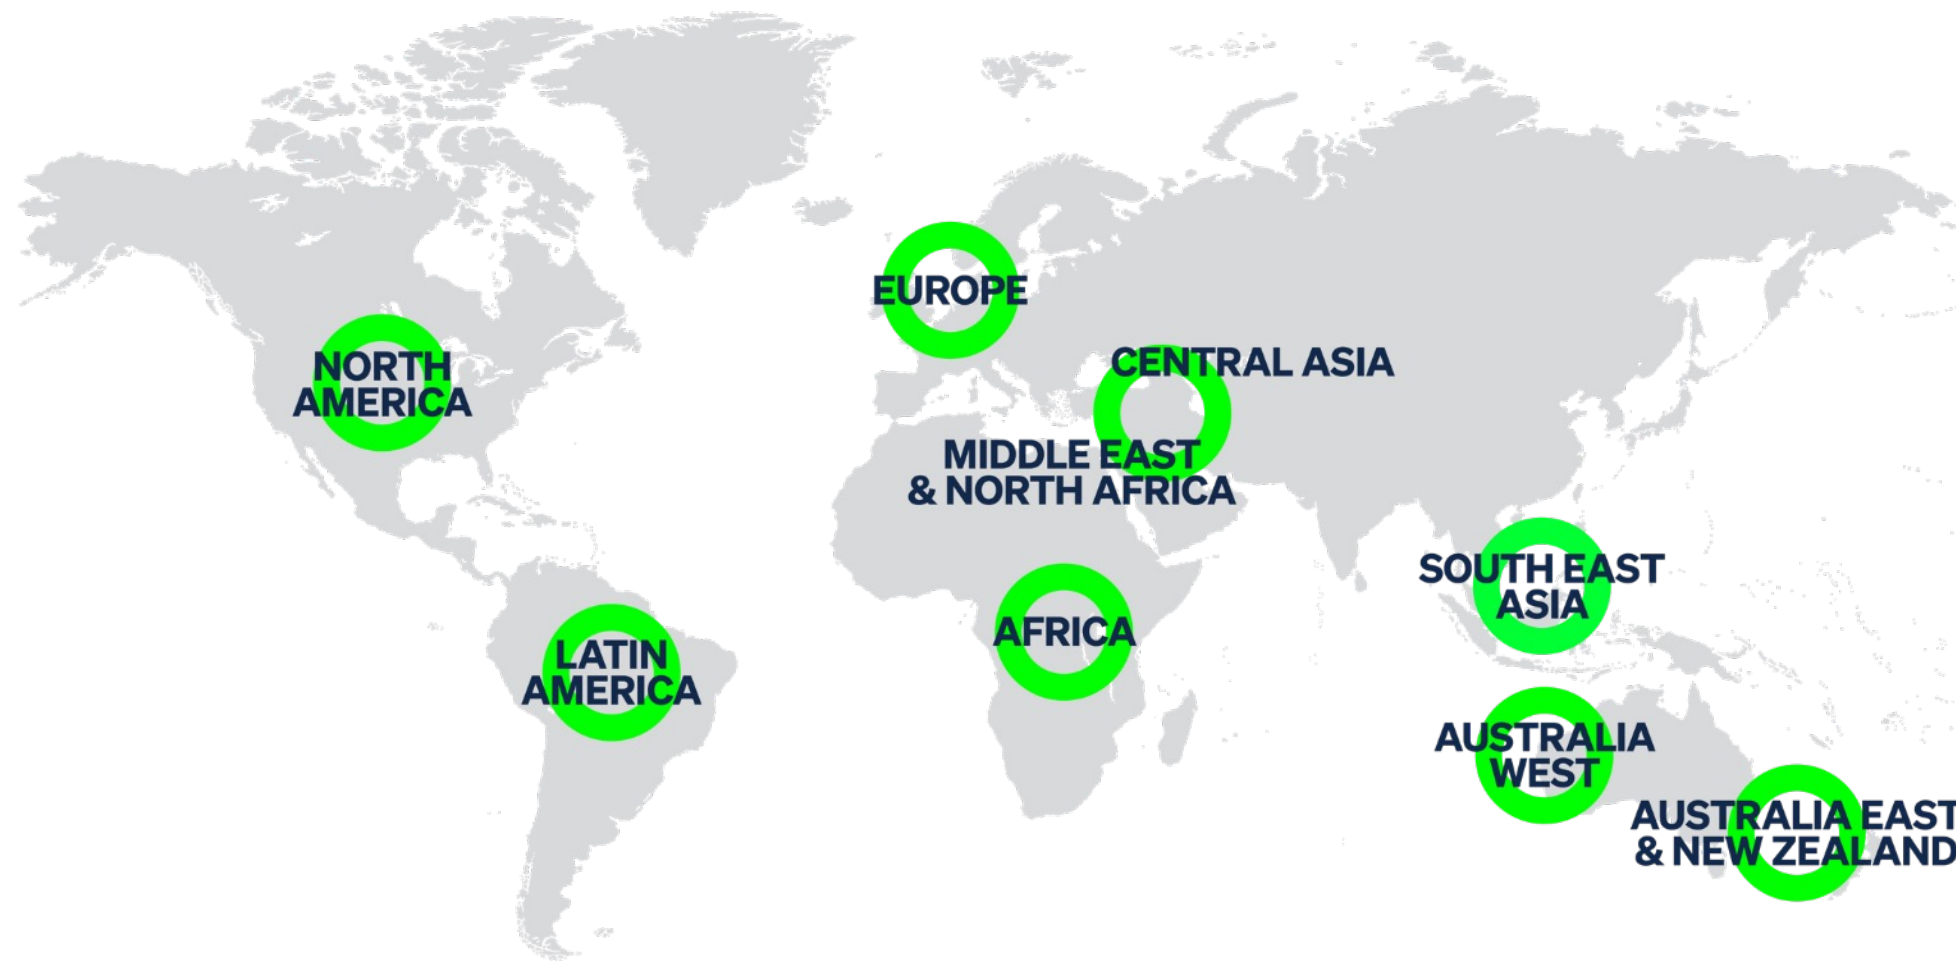 EUROPE
NORTH
AMERICA
CENTRAL ASIA
MIDDLE EAST
& NORTH AFRICA
SOUTH EAST
ASIA
AFRICA
LATIN
AMERICA
AUSTRALIA
WEST
AUSTRALIA EAST
& NEW ZEALAND